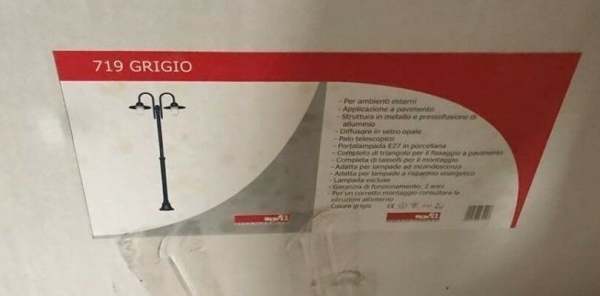 719 GRIGIO
- Per ambienti esterni
- Applicazione a pavimento
- Struttura in metallo e pressofusione di
alluminio
- Diffusore in vetro opale
- Palo telescopico
- Portalampada E27 in porcellana
- Completo di triangolo per il fissaggio a pavimento
- Completa di tasselli per il montaggio
- Adatta per lampade ad incandescenza
- Adatta per lampade a risparmio energetico
- Lampada escluse
- Garanzia di funzionamento: 2 anni
- Per un corretto montaggio consultare le
istruzioni all'interno
Colore grigio